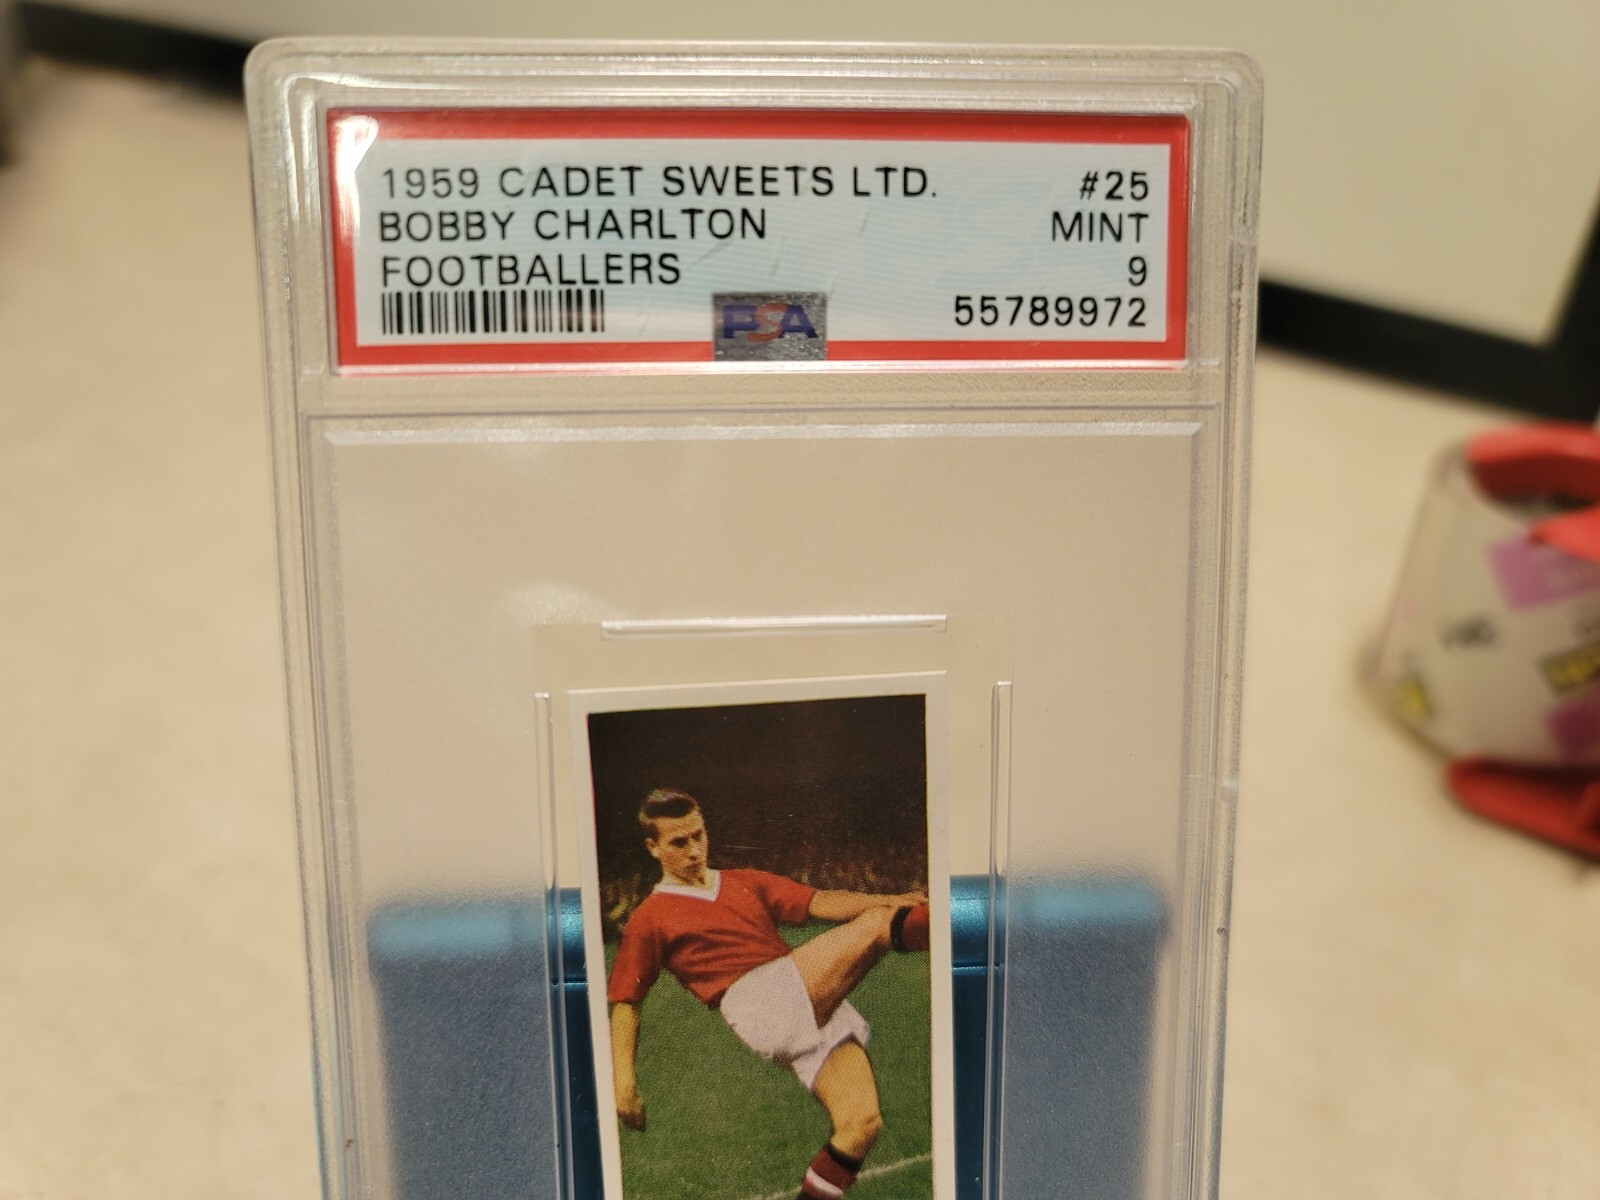 1959 CADET SWEETS LTD. #25
BOBBY CHARLTON MINT
FOOTBALLERS 9
PSA 55789972